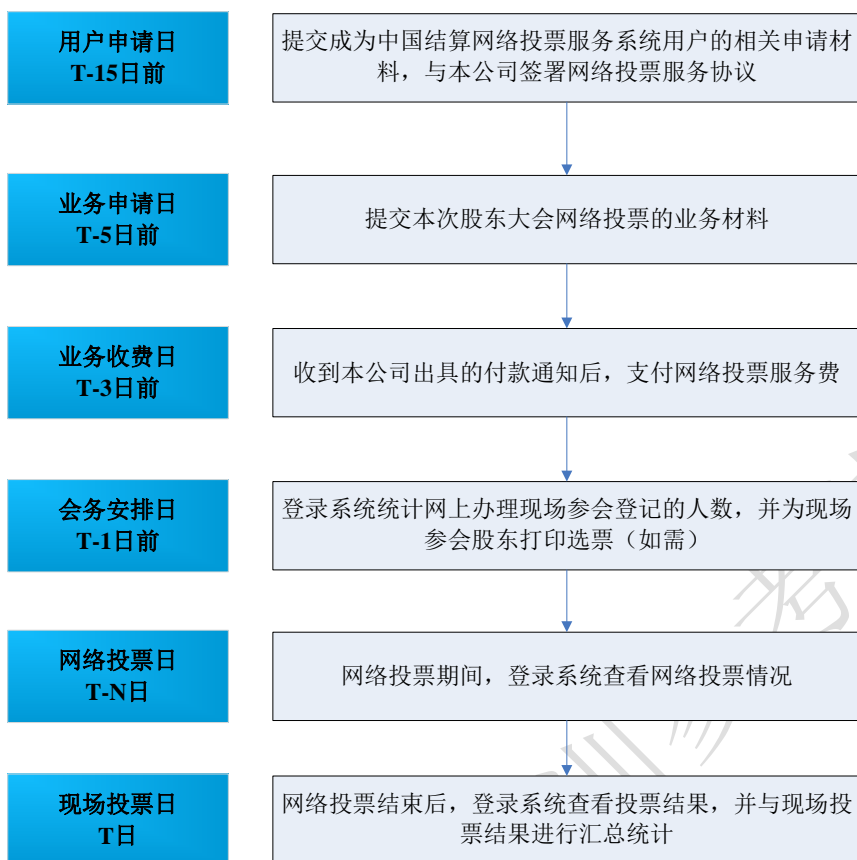 用户申请日
T-15日前
提交成为中国结算网络投票服务系统用户的相关申请材
料，与本公司签署网络投票服务协议
业务申请日
T-5日前
提交本次股东大会网络投票的业务材料
业务收费日
T-3日前
收到本公司出具的付款通知后，支付网络投票服务费
会务安排日
T-1日前
登录系统统计网上办理现场参会登记的人数，并为现场
参会股东打印选票（如需）
网络投票日
T-N日
网络投票期间，登录系统查看网络投票情况
现场投票日
T日
网络投票结束后，登录系统查看投票结果，并与现场投
票结果进行汇总统计